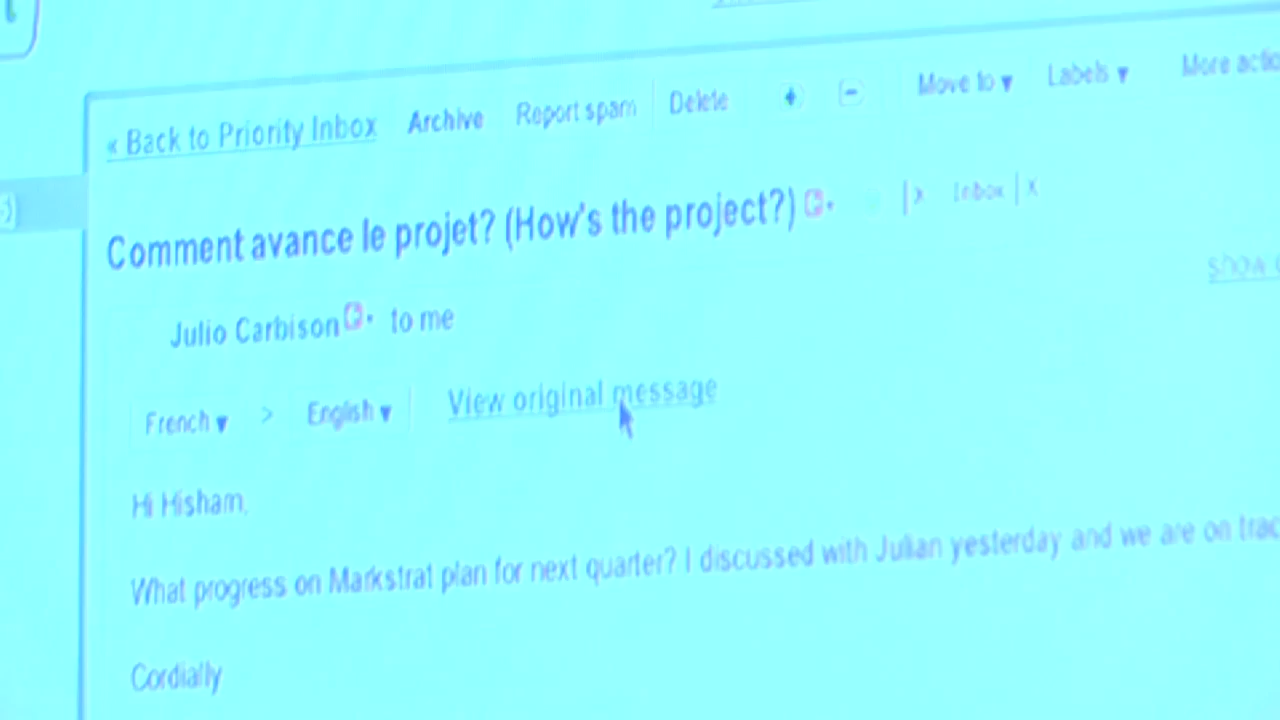 « Back to Priority Inbox Archive Report spam Delete + - Move to ▾ Labels ▾ More
Comment avance le projet? (How's the project?) Inbox x
Julio Carbison to me
French ▾ > English ▾ View original message
Hi Hisham,
What progress on Markstrat plan for next quarter? I discussed with Julian yesterday and we are on
Cordially